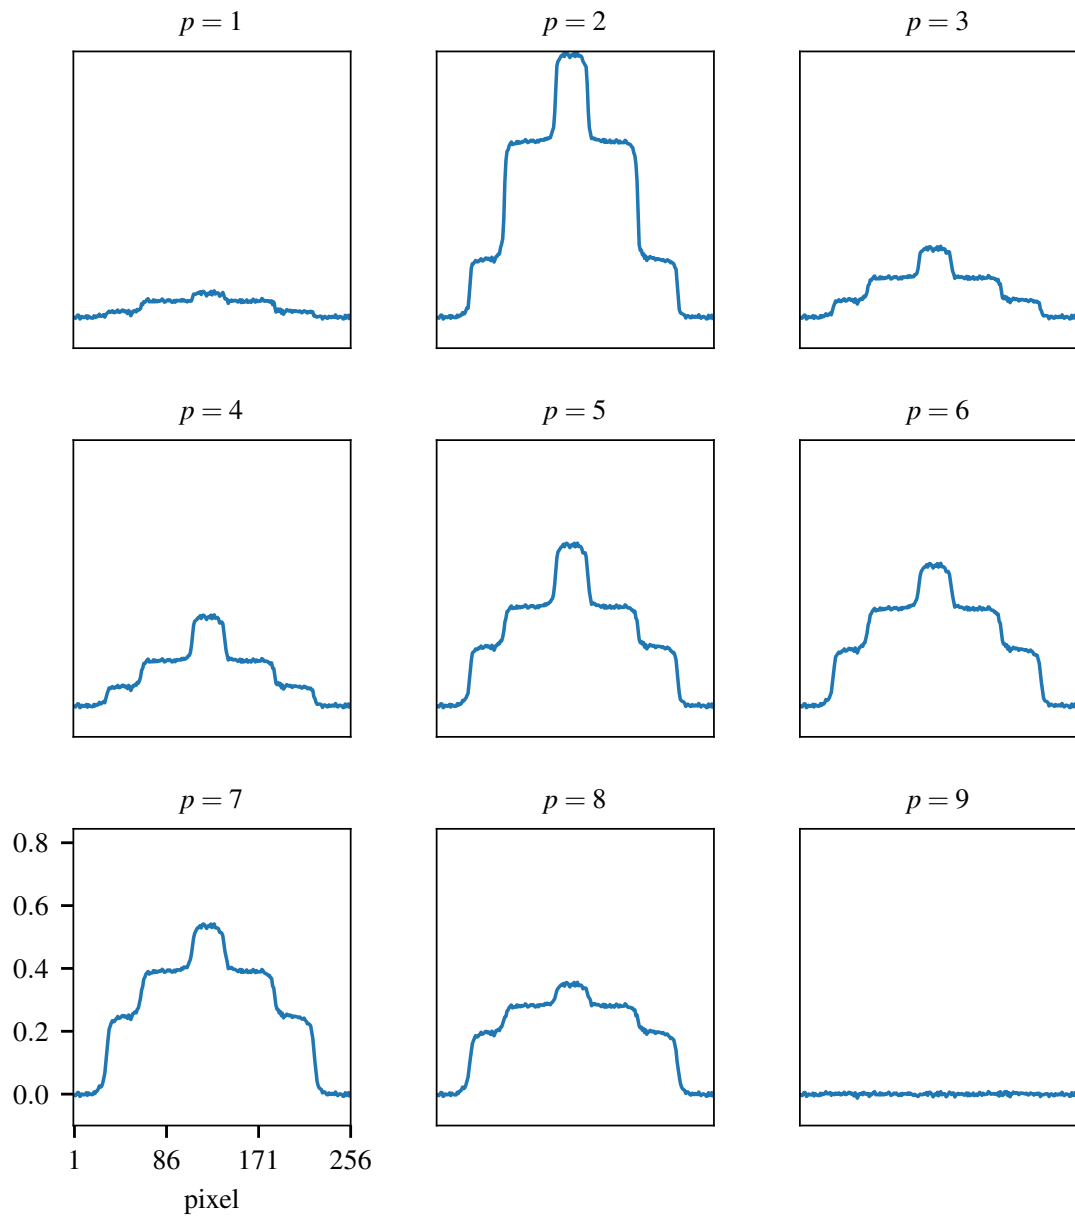 p = 1
p = 2
p = 3
p = 4
p = 5
p = 6
p = 7
p = 8
p = 9
0.8
0.6
0.4
0.2
0.0
1 86 171 256
pixel